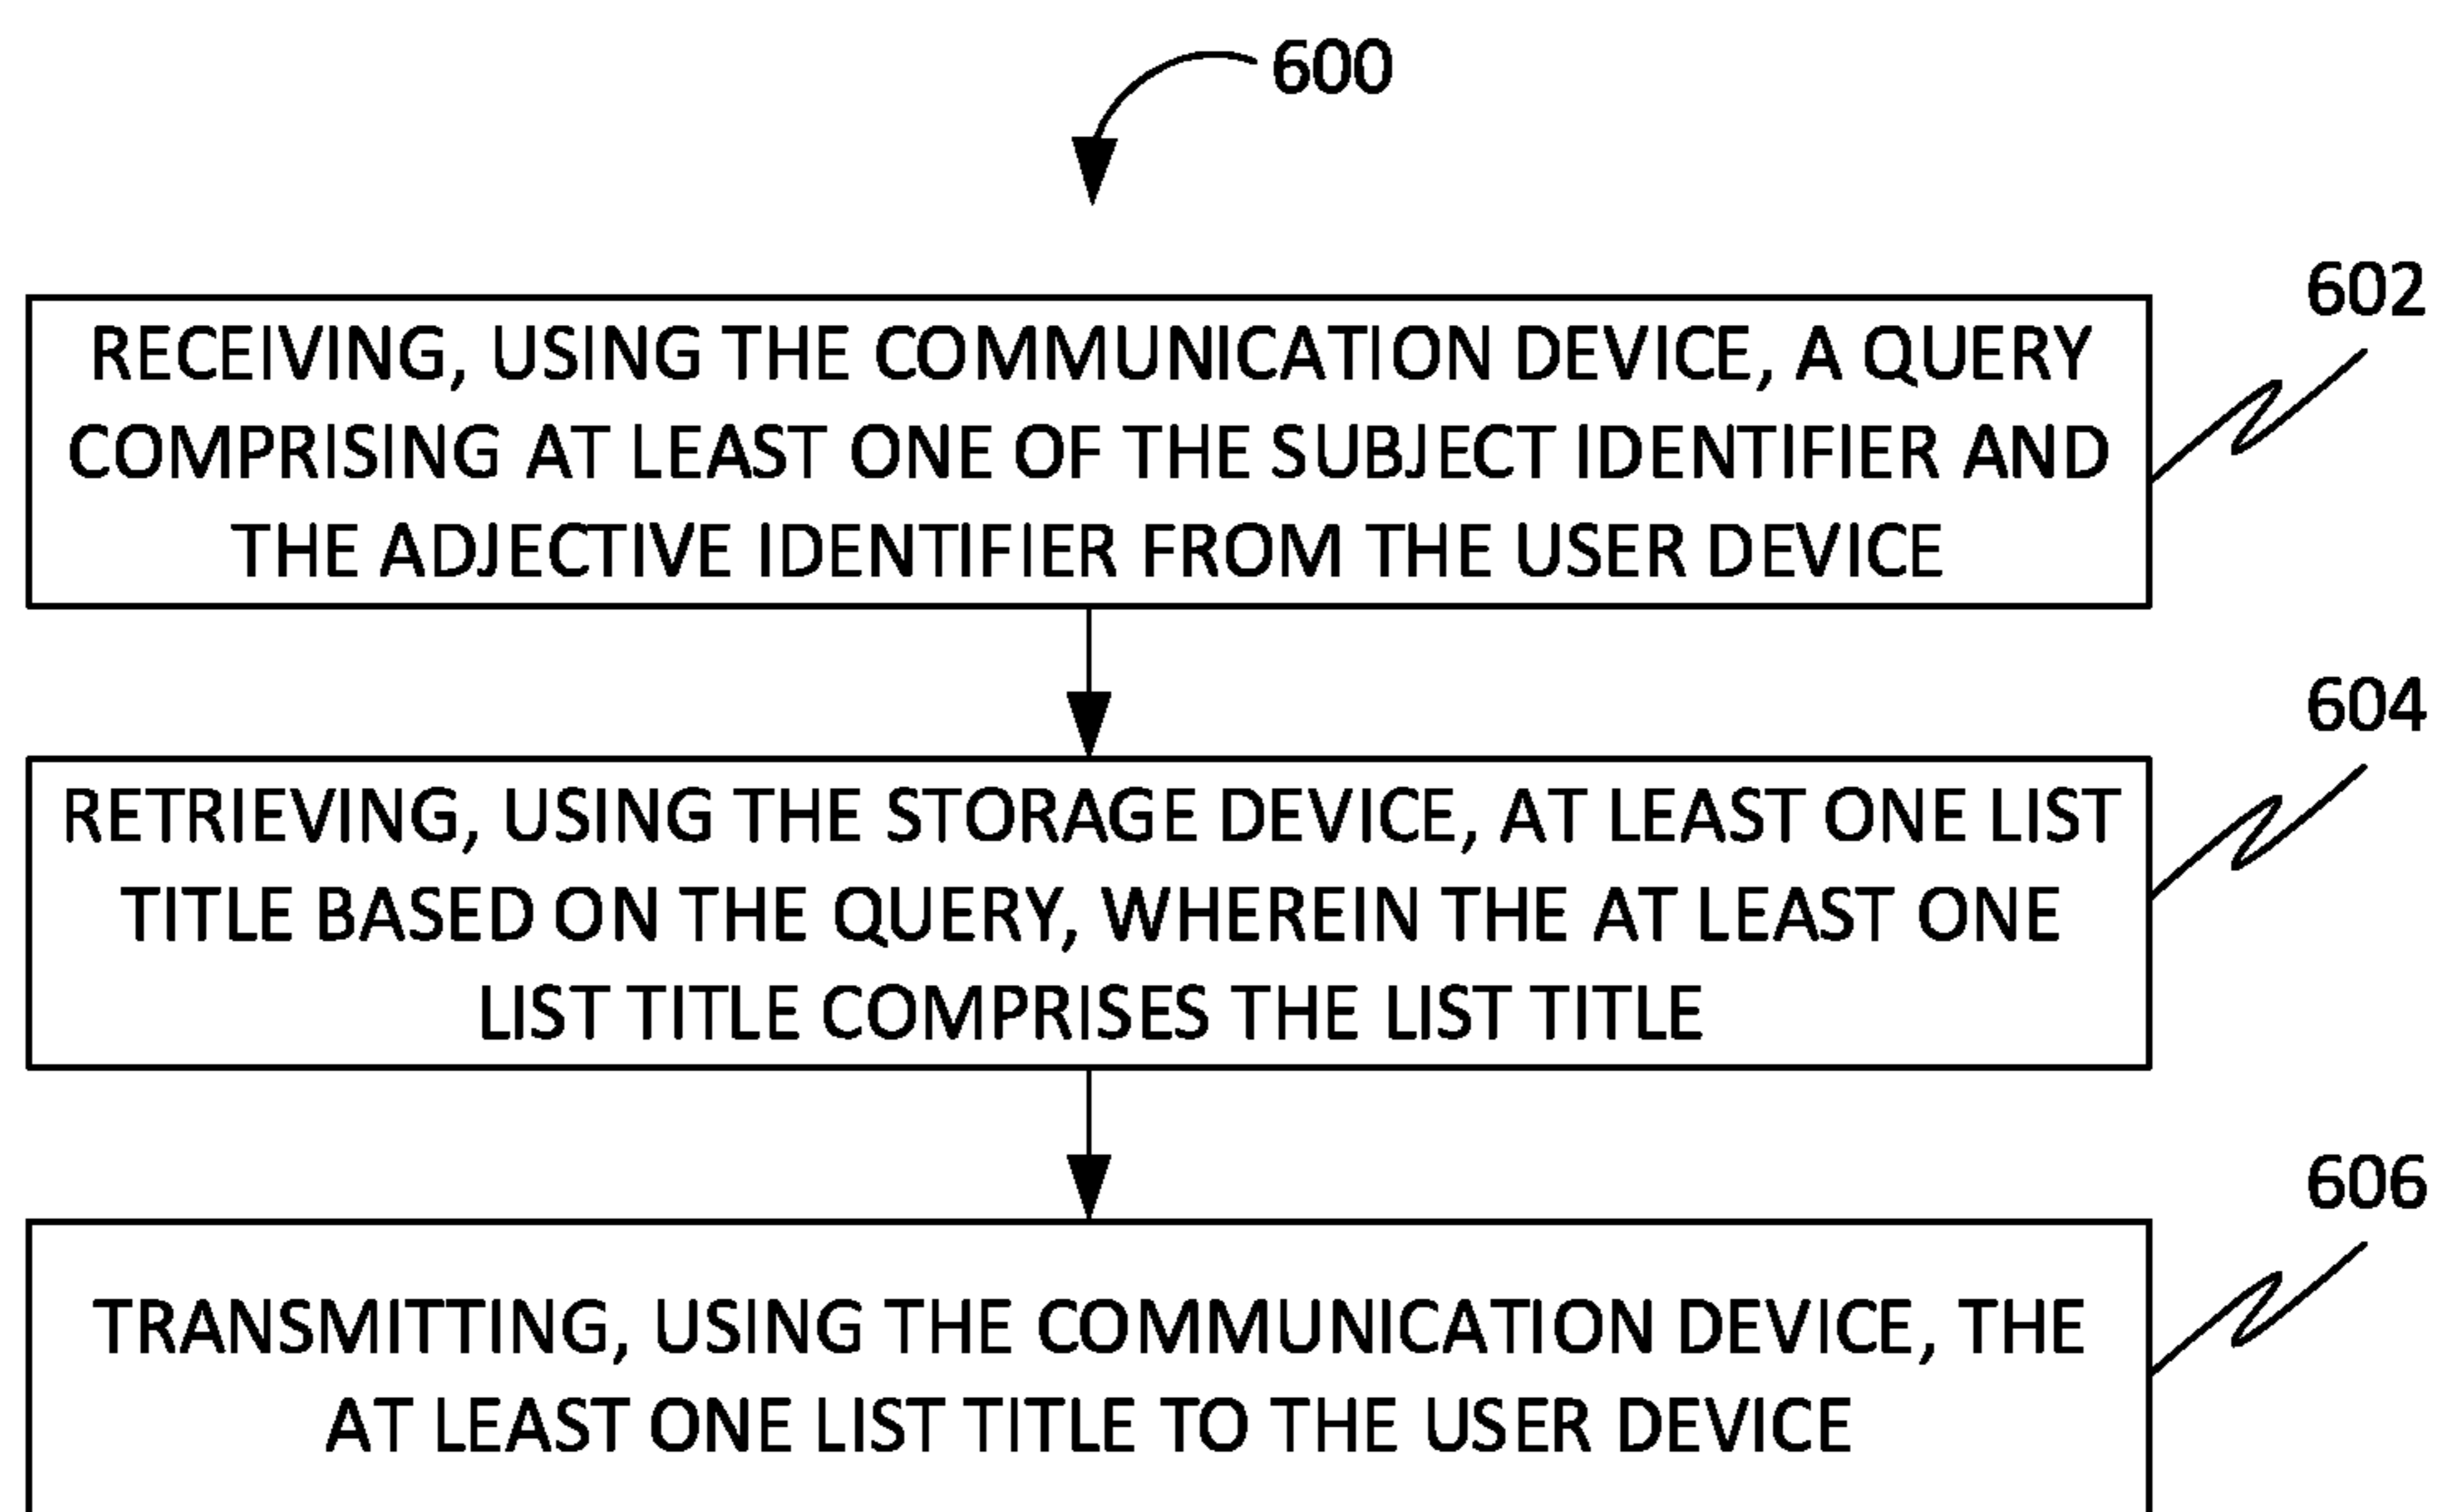 600
602
RECEIVING, USING THE COMMUNICATION DEVICE, A QUERY
COMPRISING AT LEAST ONE OF THE SUBJECT IDENTIFIER AND
THE ADJECTIVE IDENTIFIER FROM THE USER DEVICE
604
RETRIEVING, USING THE STORAGE DEVICE, AT LEAST ONE LIST
TITLE BASED ON THE QUERY, WHEREIN THE AT LEAST ONE
LIST TITLE COMPRISES THE LIST TITLE
606
TRANSMITTING, USING THE COMMUNICATION DEVICE, THE
AT LEAST ONE LIST TITLE TO THE USER DEVICE